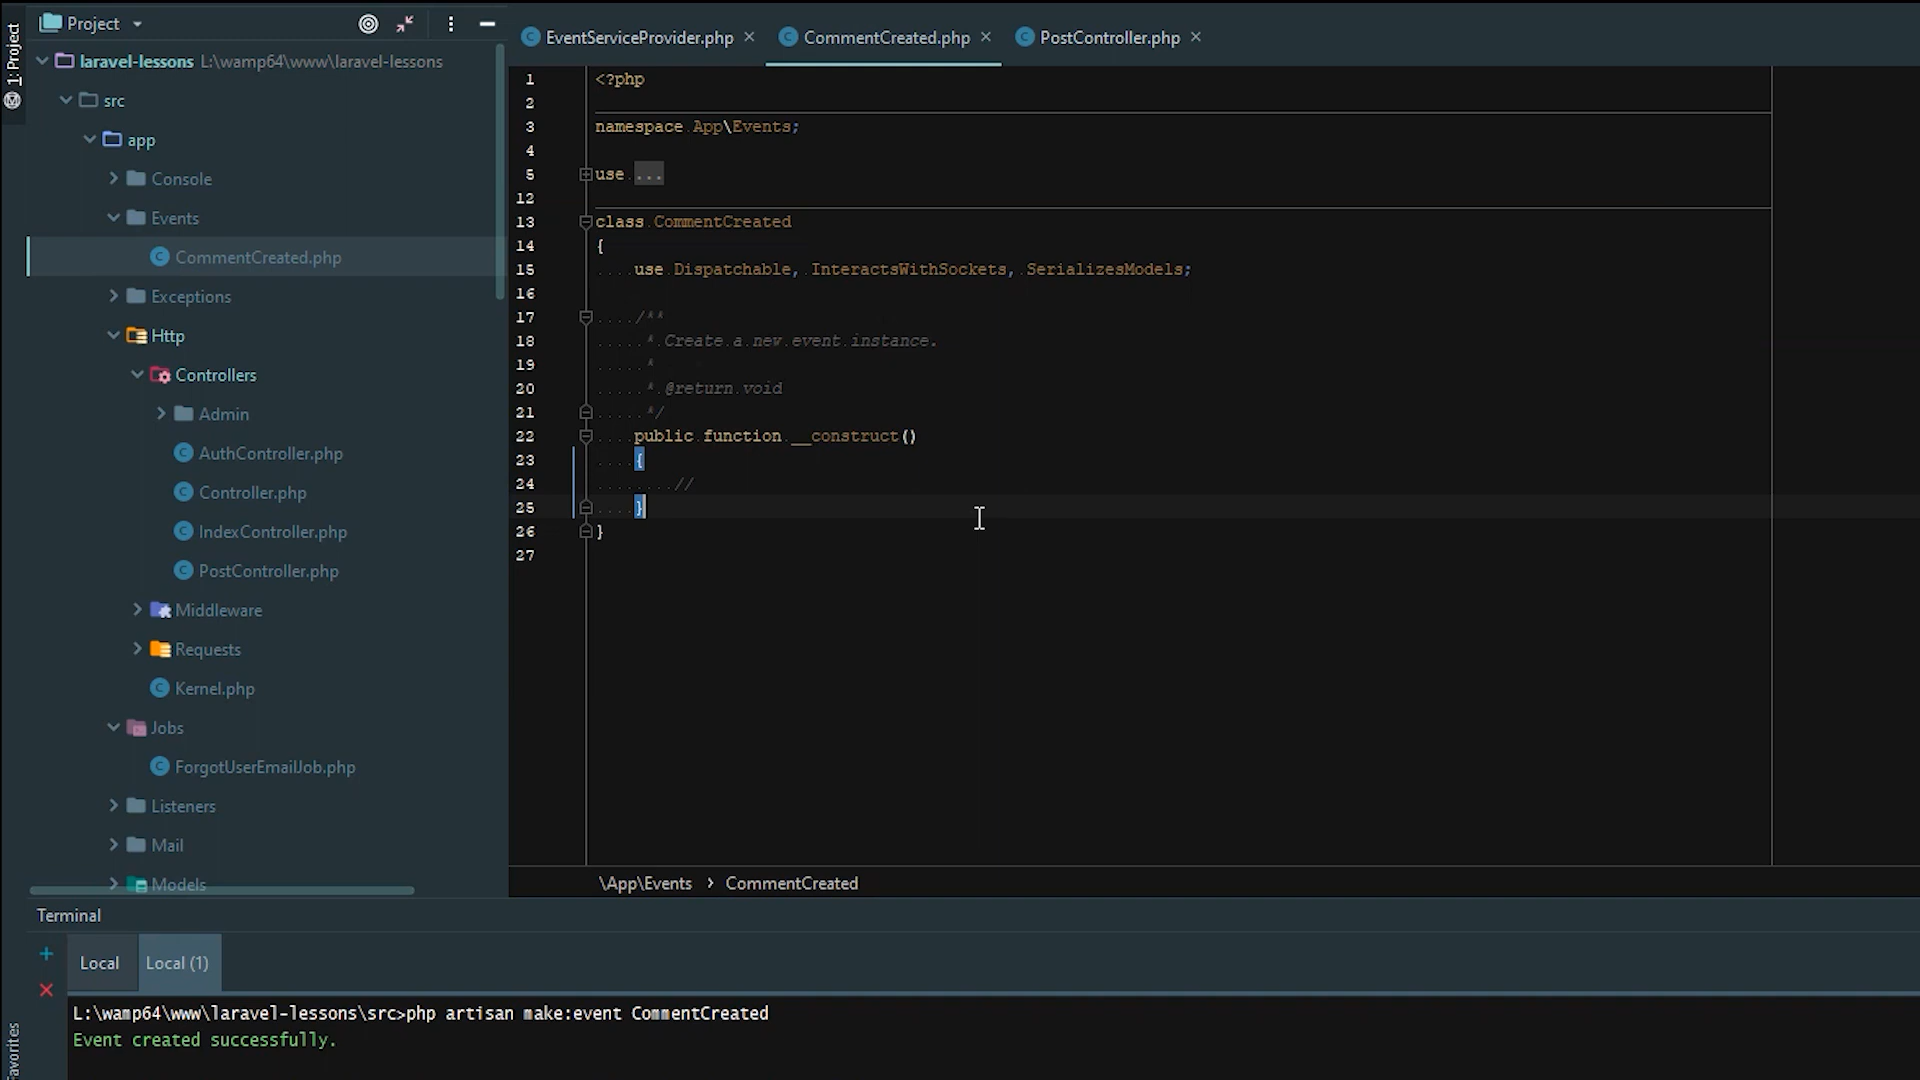 1: Project
Project
laravel-lessons L:\wamp64\www\laravel-lessons
src
app
Console
Events
CommentCreated.php
Exceptions
Http
Controllers
Admin
AuthController.php
Controller.php
IndexController.php
PostController.php
Middleware
Requests
Kernel.php
Jobs
ForgotUserEmailJob.php
Listeners
Mail
Models
EventServiceProvider.php CommentCreated.php PostController.php
1 <?php
2
3 namespace App\Events;
4
5 use ...
12
13 class CommentCreated
14 {
15 use Dispatchable, InteractsWithSockets, SerializesModels;
16
17 /**
18 * Create a new event instance.
19 *
20 * @return void
21 */
22 public function __construct()
23 {
24 //
25 }
26 }
27
\App\Events › CommentCreated
Terminal
Local Local (1)
L:\wamp64\www\laravel-lessons\src>php artisan make:event CommentCreated
Event created successfully.
Favorites